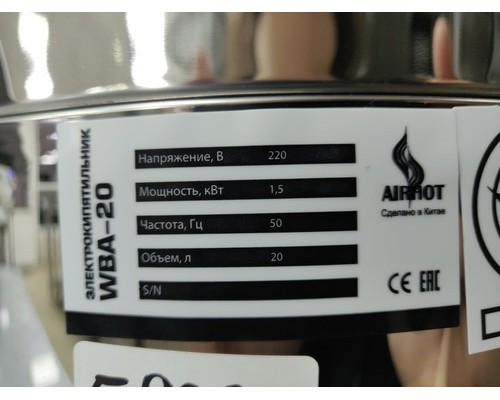 ЭЛЕКТРОКИПЯТИЛЬНИК
WBA-20
Напряжение, В 220
Мощность, кВт 1,5
Частота, Гц 50
Объем, л 20
S/N
AIRHOT
Сделано в Китае
CE EAC